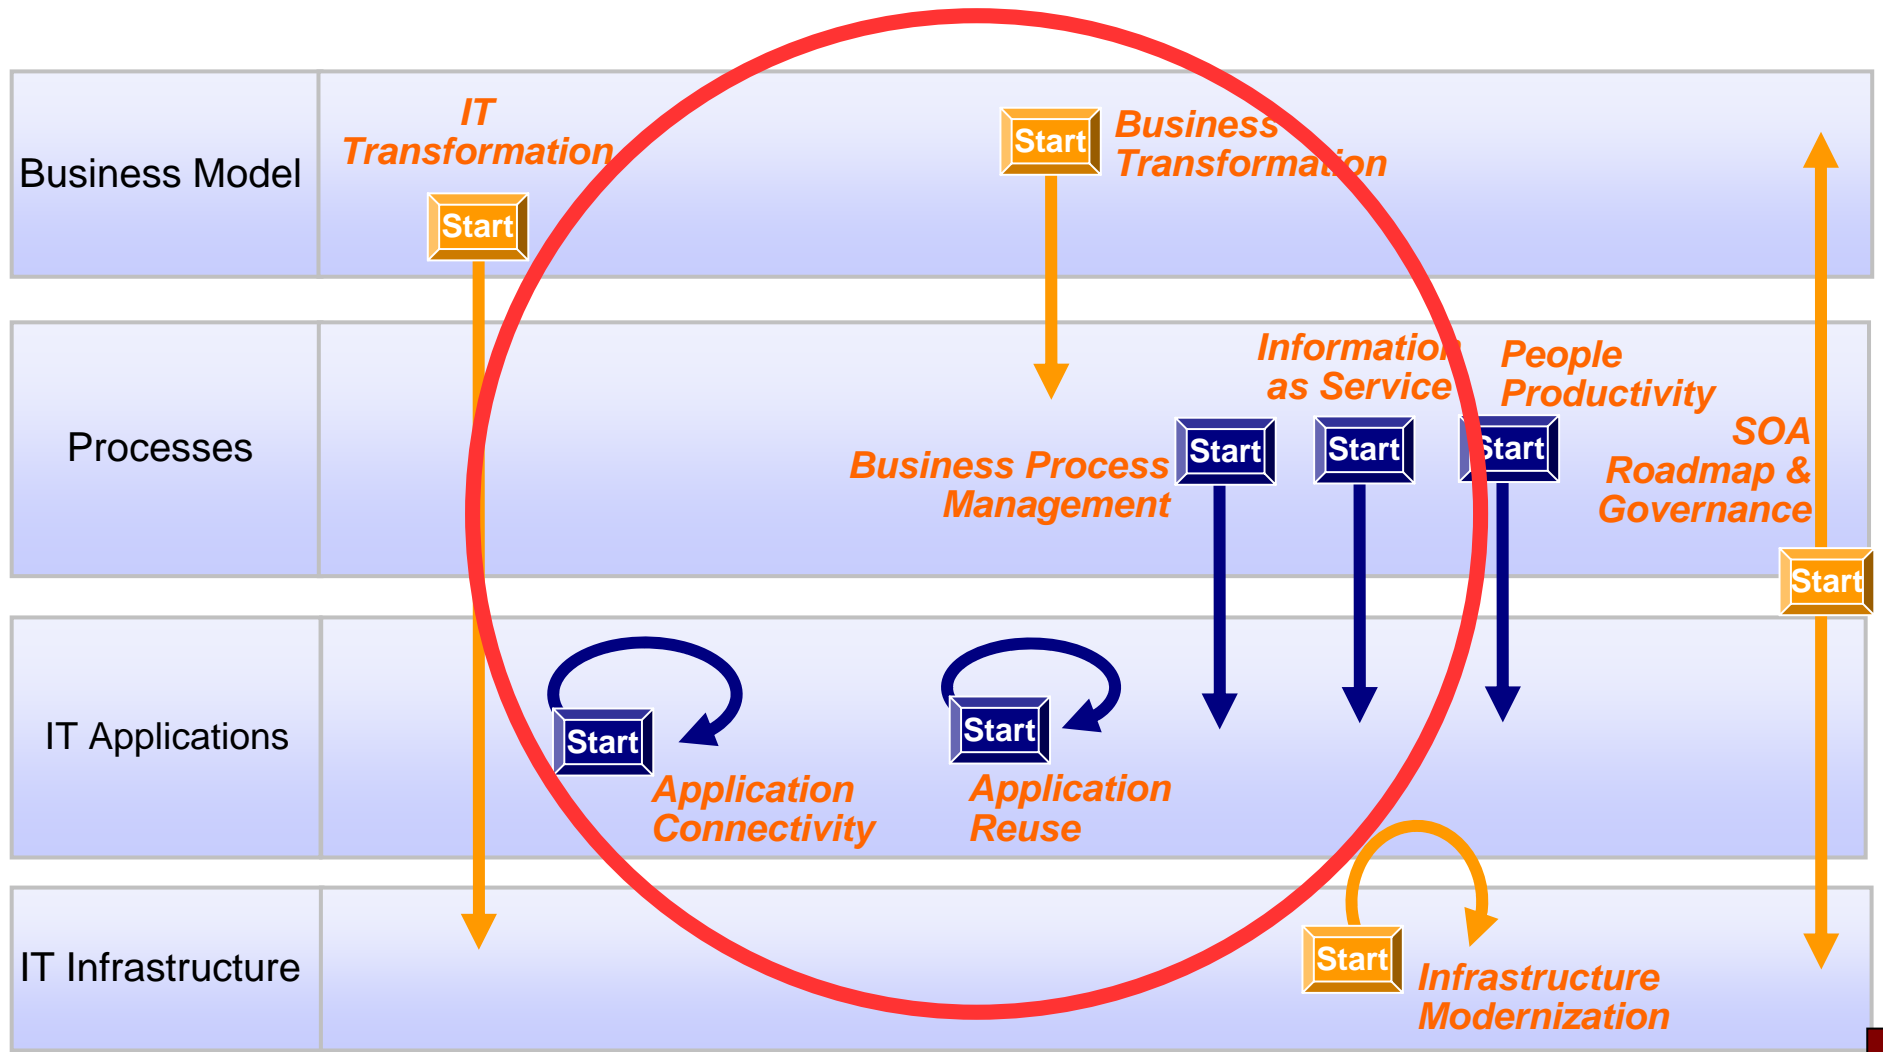 Business Model
IT
Transformation
Start
Start
Business
Transformation
Processes
Business Process
Management
Start
Information
as Service
Start
People
Productivity
Start
SOA
Roadmap &
Governance
Start
IT Applications
Start
Application
Connectivity
Start
Application
Reuse
IT Infrastructure
Start
Infrastructure
Modernization